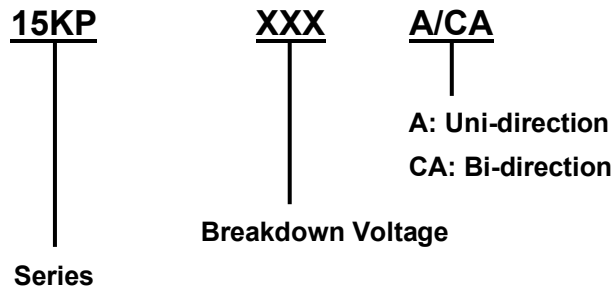 15KP XXX A/CA
A: Uni-direction
CA: Bi-direction
Breakdown Voltage
Series